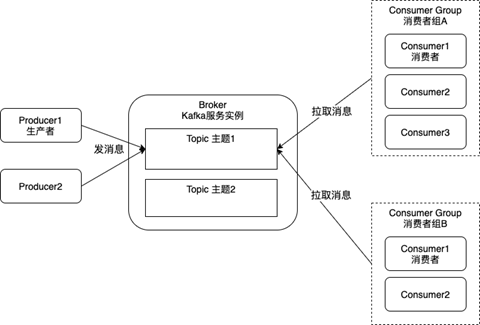 Producer1
生产者
Producer2
发消息
Broker
Kafka服务实例
Topic 主题1
Topic 主题2
拉取消息
拉取消息
Consumer Group
消费者组A
Consumer1
消费者
Consumer2
Consumer3
Consumer Group
消费者组B
Consumer1
消费者
Consumer2